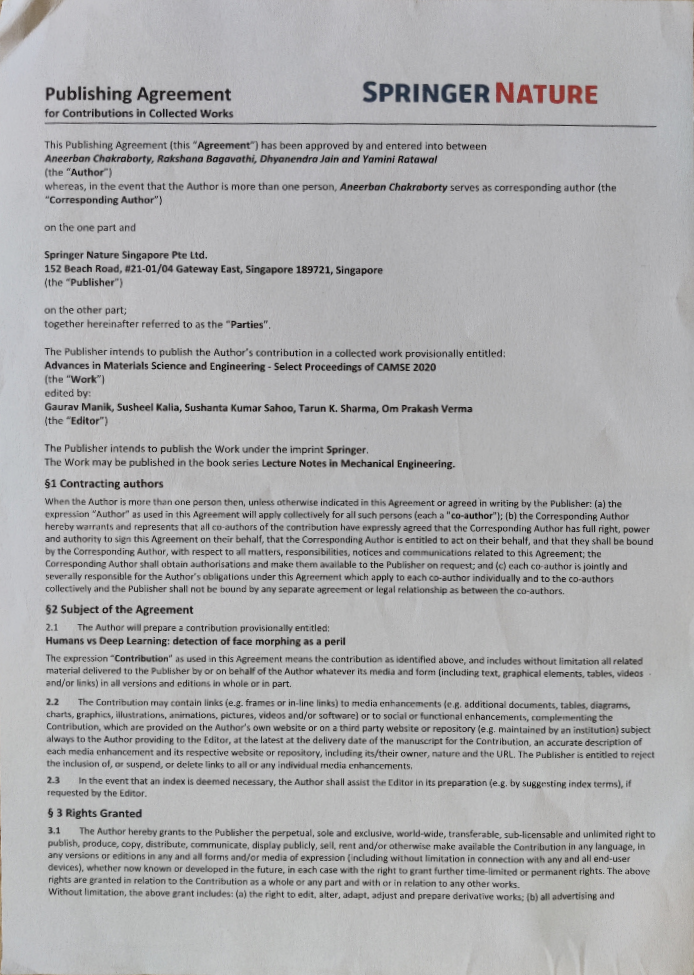 Publishing Agreement
SPRINGER NATURE
for Contributions in Collected Works
This Publishing Agreement (this “Agreement”) has been approved by and entered into between
Aneerban Chakraborty, Rakshana Bagavathi, Dhyanendra Jain and Yamini Ratawal
(the “Author”)
whereas, in the event that the Author is more than one person, Aneerban Chakraborty serves as corresponding author (the
“Corresponding Author”)
on the one part and
Springer Nature Singapore Pte Ltd.
152 Beach Road, #21-01/04 Gateway East, Singapore 189721, Singapore
(the “Publisher”)
on the other part;
together hereinafter referred to as the “Parties”.
The Publisher intends to publish the Author’s contribution in a collected work provisionally entitled:
Advances in Materials Science and Engineering - Select Proceedings of CAMSE 2020
(the “Work”)
edited by:
Gaurav Manik, Susheel Kalia, Sushanta Kumar Sahoo, Tarun K. Sharma, Om Prakash Verma
(the “Editor”)
The Publisher intends to publish the Work under the imprint Springer.
The Work may be published in the book series Lecture Notes in Mechanical Engineering.
§1 Contracting authors
When the Author is more than one person then, unless otherwise indicated in this Agreement or agreed in writing by the Publisher: (a) the
expression “Author” as used in this Agreement will apply collectively for all such persons (each a “co-author”); (b) the Corresponding Author
hereby warrants and represents that all co-authors of the contribution have expressly agreed that the Corresponding Author has full right, power
and authority to sign this Agreement on their behalf, that the Corresponding Author is entitled to act on their behalf, and that they shall be bound
by the Corresponding Author, with respect to all matters, responsibilities, notices and communications related to this Agreement; the
Corresponding Author shall obtain authorisations and make them available to the Publisher on request; and (c) each co-author is jointly and
severally responsible for the Author’s obligations under this Agreement which apply to each co-author individually and to the co-authors
collectively and the Publisher shall not be bound by any separate agreement or legal relationship as between the co-authors.
§2 Subject of the Agreement
2.1 The Author will prepare a contribution provisionally entitled:
Humans vs Deep Learning: detection of face morphing as a peril
The expression “Contribution” as used in this Agreement means the contribution as identified above, and includes without limitation all related
material delivered to the Publisher by or on behalf of the Author whatever its media and form (including text, graphical elements, tables, videos
and/or links) in all versions and editions in whole or in part.
2.2 The Contribution may contain links (e.g. frames or in-line links) to media enhancements (e.g. additional documents, tables, diagrams,
charts, graphics, illustrations, animations, pictures, videos and/or software) or to social or functional enhancements, complementing the
Contribution, which are provided on the Author’s own website or on a third party website or repository (e.g. maintained by an institution) subject
always to the Author providing to the Editor, at the latest at the delivery date of the manuscript for the Contribution, an accurate description of
each media enhancement and its respective website or repository, including its/their owner, nature and the URL. The Publisher is entitled to reject
the inclusion of, or suspend, or delete links to all or any individual media enhancements.
2.3 In the event that an index is deemed necessary, the Author shall assist the Editor in its preparation (e.g. by suggesting index terms), if
requested by the Editor.
§ 3 Rights Granted
3.1 The Author hereby grants to the Publisher the perpetual, sole and exclusive, world-wide, transferable, sub-licensable and unlimited right to
publish, produce, copy, distribute, communicate, display publicly, sell, rent and/or otherwise make available the Contribution in any language, in
any versions or editions in any and all forms and/or media of expression (including without limitation in connection with any and all end-user
devices), whether now known or developed in the future, in each case with the right to grant further time-limited or permanent rights. The above
rights are granted in relation to the Contribution as a whole or any part and with or in relation to any other works.
Without limitation, the above grant includes: (a) the right to edit, alter, adapt, adjust and prepare derivative works; (b) all advertising and